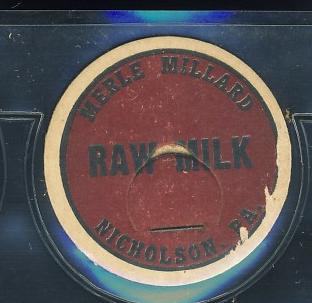 MERLE MILLARD
RAW MILK
NICHOLSON, PA.